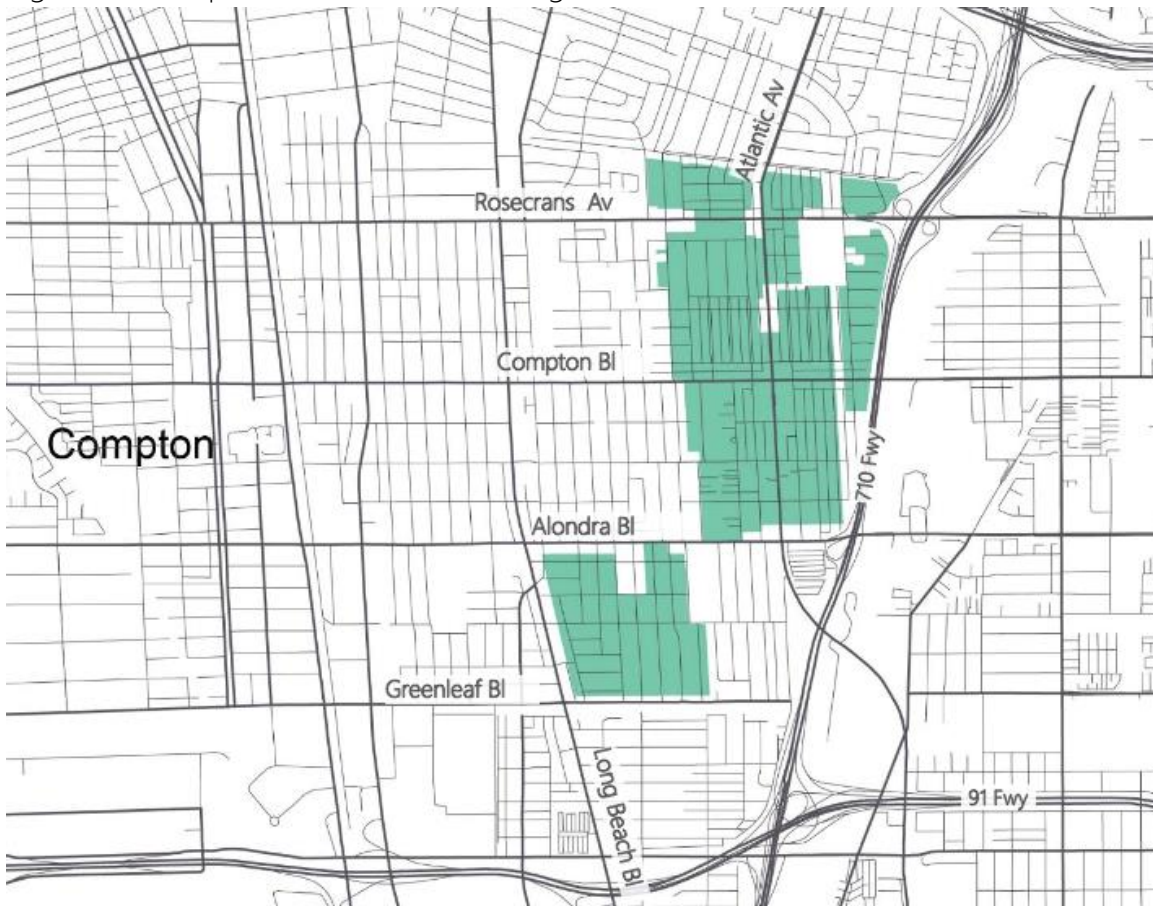 Atlantic Av
Rosecrans Av
Compton Bl
Compton
710 Fwy
Alondra Bl
Greenleaf Bl
Long Beach Bl
91 Fwy